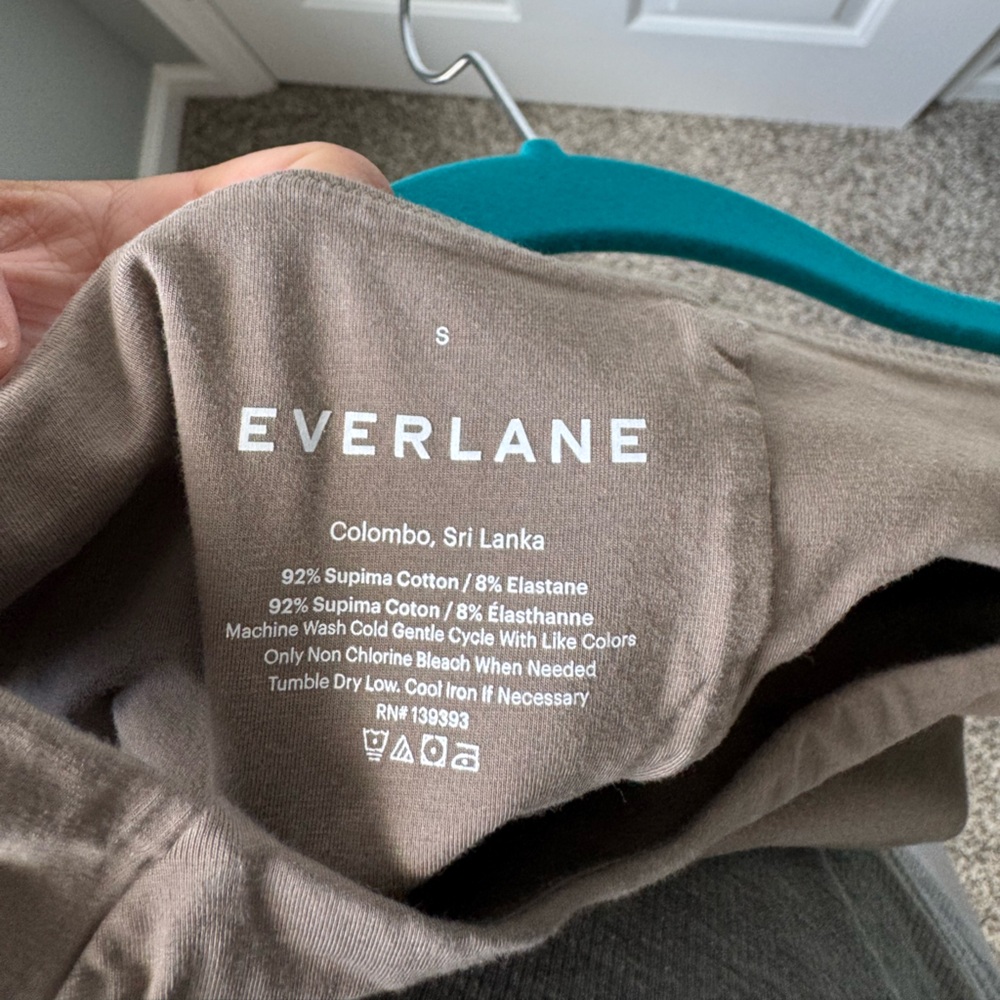 S
EVERLANE
Colombo, Sri Lanka
92% Supima Cotton / 8% Elastane
92% Supima Coton / 8% Élasthanne
Machine Wash Cold Gentle Cycle With Like Colors
Only Non Chlorine Bleach When Needed
Tumble Dry Low. Cool Iron If Necessary
RN# 139393